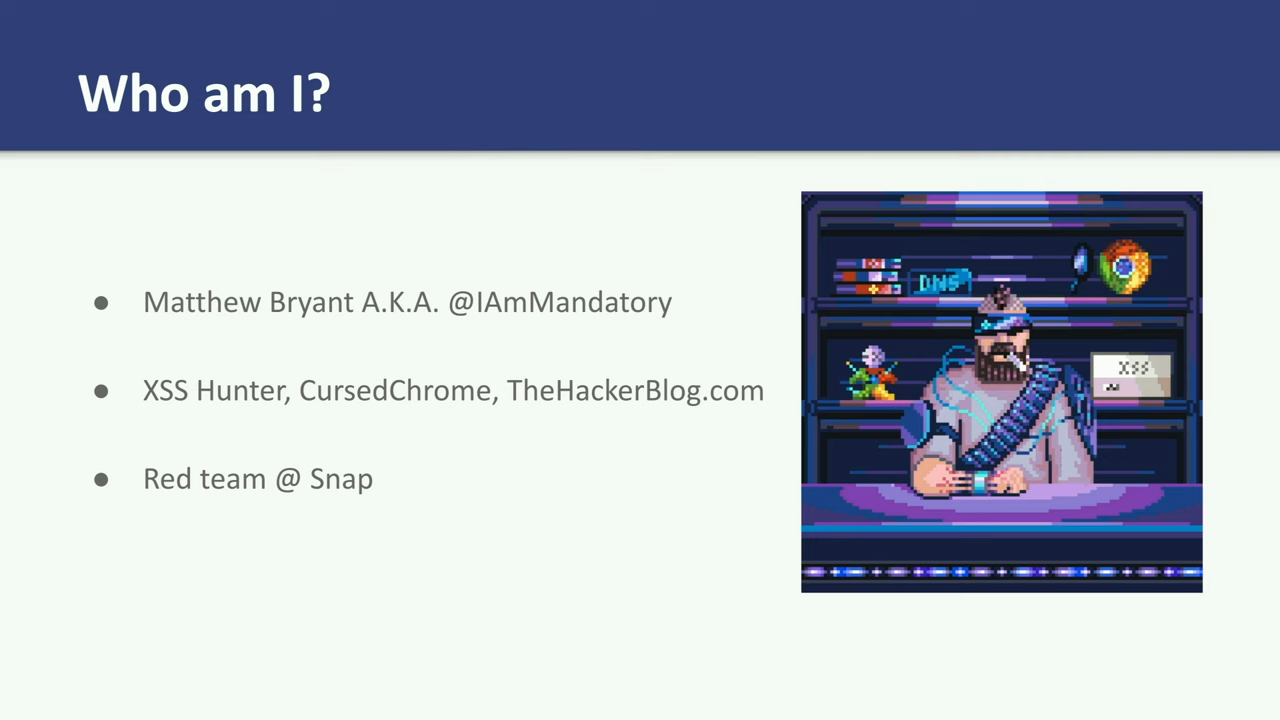 Who am I?
● Matthew Bryant A.K.A. @IAmMandatory
● XSS Hunter, CursedChrome, TheHackerBlog.com
● Red team @ Snap
DNS
XSS